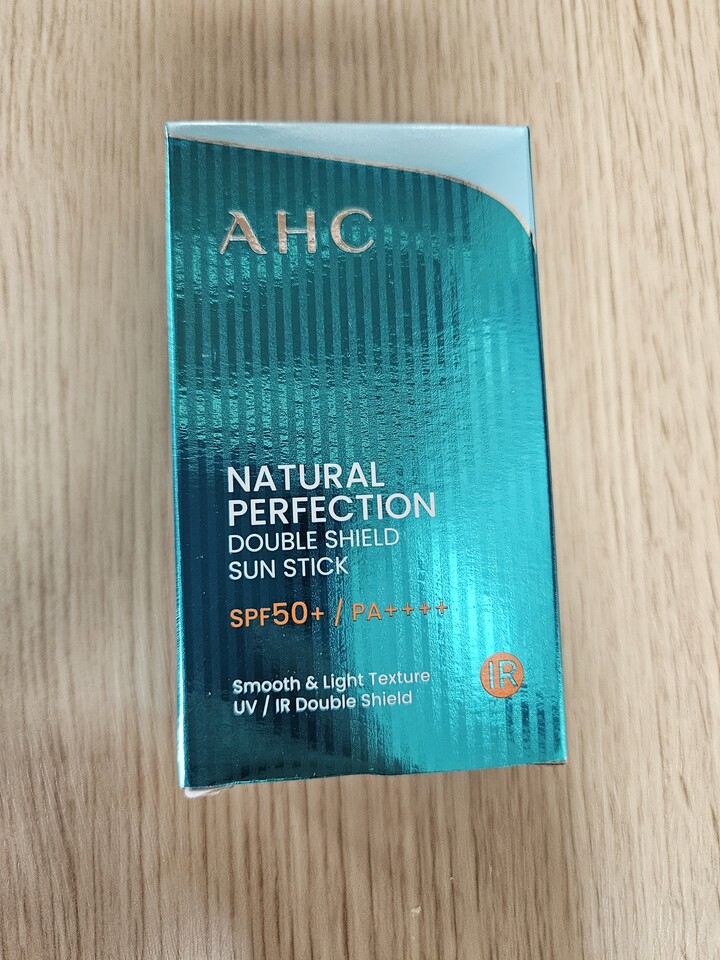 AHC
NATURAL
PERFECTION
DOUBLE SHIELD
SUN STICK
SPF50+ / PA++++
Smooth & Light Texture
UV / IR Double Shield
IR